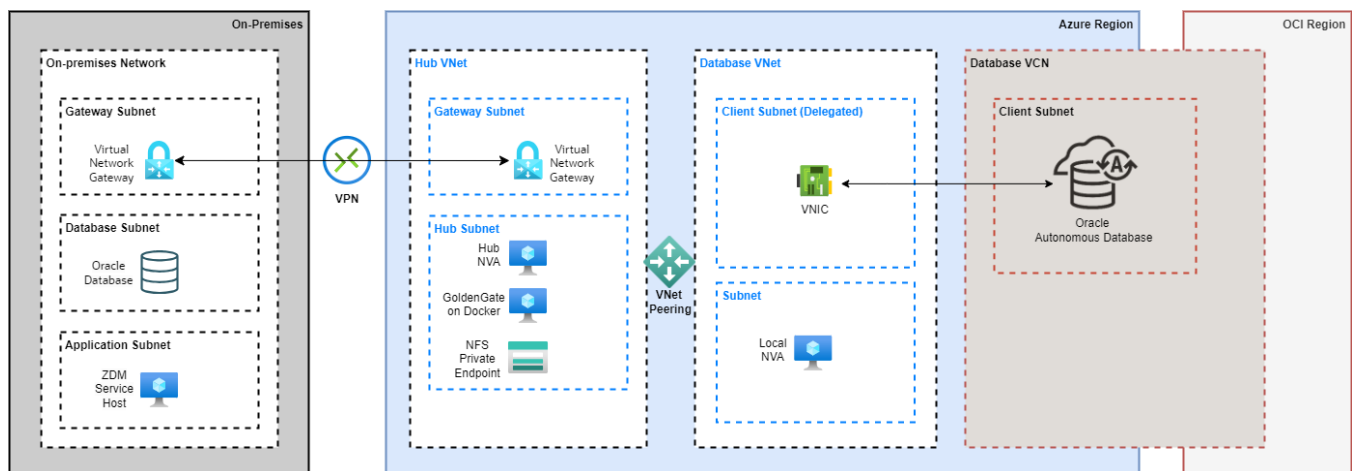 On-Premises
On-premises Network
Gateway Subnet
Virtual
Network
Gateway
Database Subnet
Oracle
Database
Application Subnet
ZDM
Service
Host
VPN
Azure Region
Hub VNet
Gateway Subnet
Virtual
Network
Gateway
Hub Subnet
Hub
NVA
GoldenGate
on Docker
NFS
Private
Endpoint
VNet
Peering
Database VNet
Client Subnet (Delegated)
VNIC
Subnet
Local
NVA
OCI Region
Database VCN
Client Subnet
A
Oracle
Autonomous Database